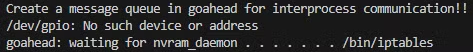 Create a message queue in goahead for interprocess communication!!
/dev/gpio: No such device or address
goahead: waiting for nvram_daemon . . . . . . . /bin/iptables